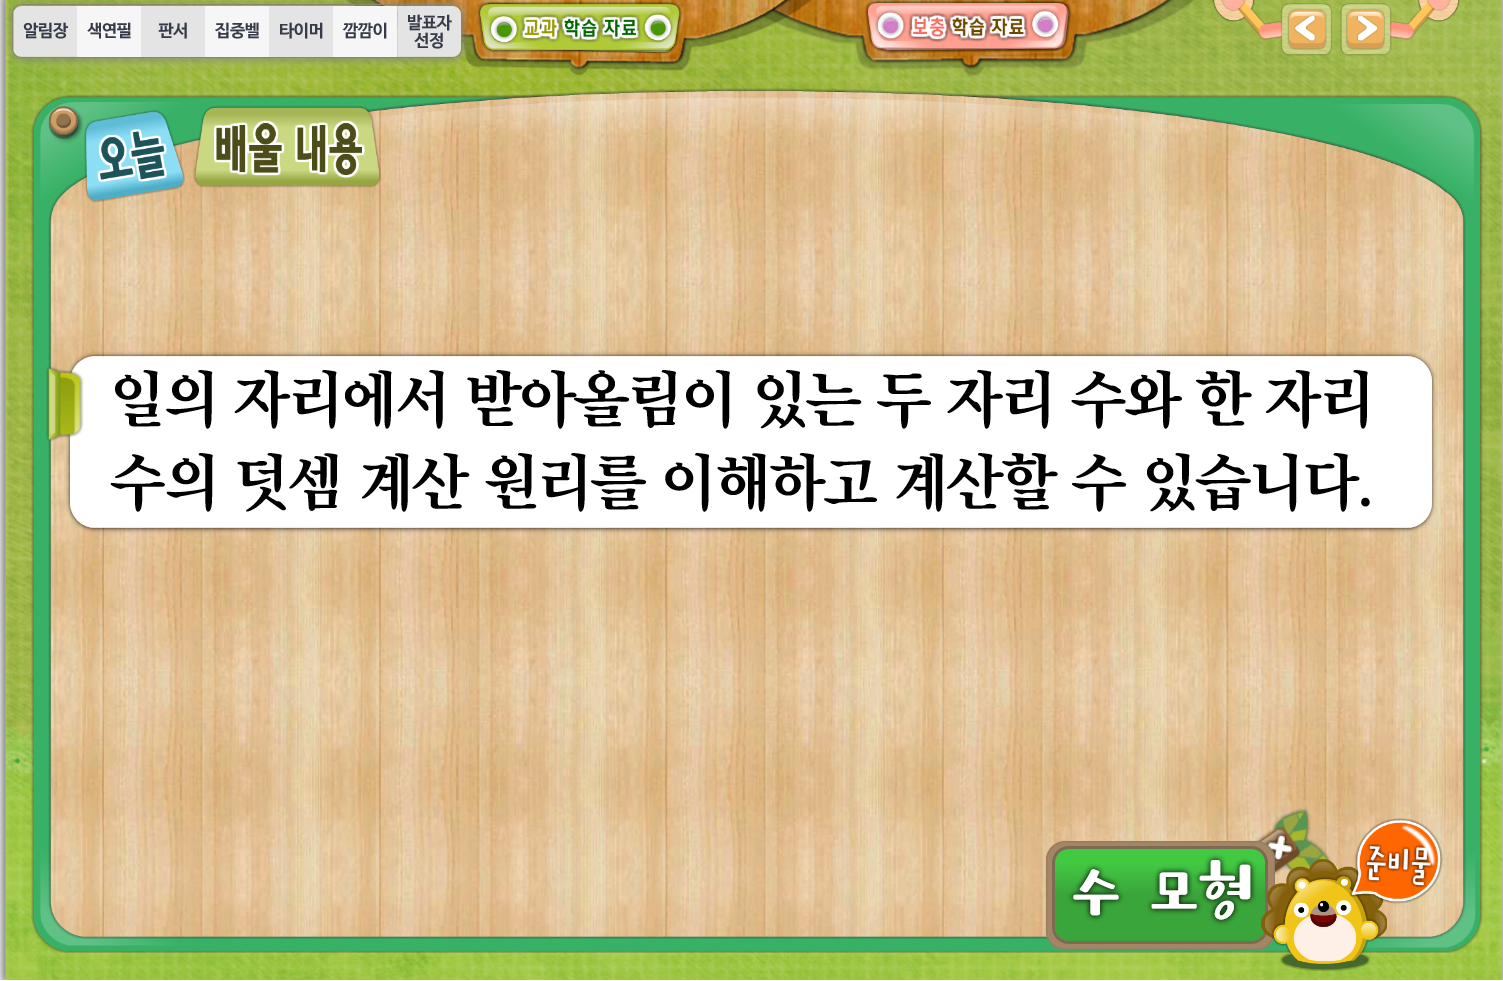 알림장 색연필 판서 집중벨 타이머 깜깜이 발표자 선정
교과 학습 자료
보충 학습 자료
오늘 배울 내용
일의 자리에서 받아올림이 있는 두 자리 수와 한 자리
수의 덧셈 계산 원리를 이해하고 계산할 수 있습니다.
수 모형
준비물